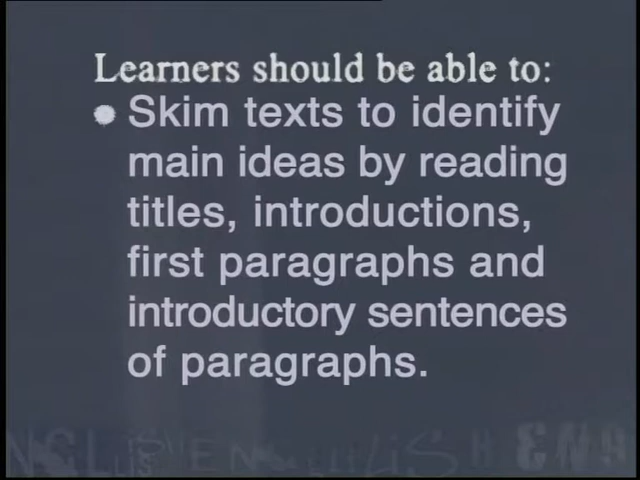 Learners should be able to:
Skim texts to identify
main ideas by reading
titles, introductions,
first paragraphs and
introductory sentences
of paragraphs.